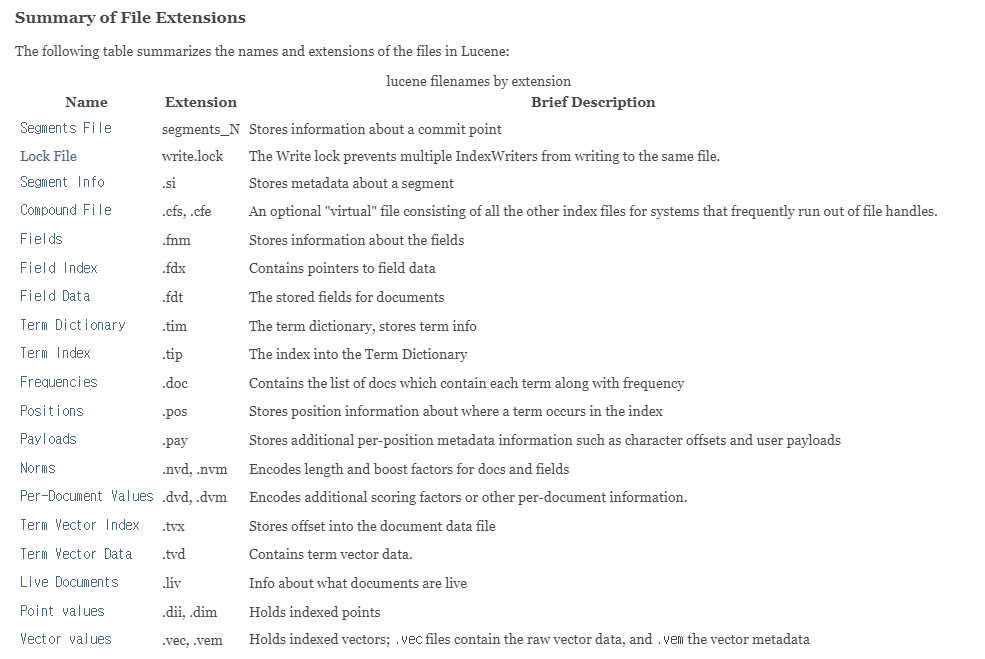 Summary of File Extensions
The following table summarizes the names and extensions of the files in Lucene:
lucene filenames by extension
Name Extension Brief Description
Segments File segments_N Stores information about a commit point
Lock File write.lock The Write lock prevents multiple IndexWriters from writing to the same file.
Segment Info .si Stores metadata about a segment
Compound File .cfs, .cfe An optional "virtual" file consisting of all the other index files for systems that frequently run out of file handles.
Fields .fnm Stores information about the fields
Field Index .fdx Contains pointers to field data
Field Data .fdt The stored fields for documents
Term Dictionary .tim The term dictionary, stores term info
Term Index .tip The index into the Term Dictionary
Frequencies .doc Contains the list of docs which contain each term along with frequency
Positions .pos Stores position information about where a term occurs in the index
Payloads .pay Stores additional per-position metadata information such as character offsets and user payloads
Norms .nvd, .nvm Encodes length and boost factors for docs and fields
Per-Document Values .dvd, .dvm Encodes additional scoring factors or other per-document information.
Term Vector Index .tvx Stores offset into the document data file
Term Vector Data .tvd Contains term vector data.
Live Documents .liv Info about what documents are live
Point values .dii, .dim Holds indexed points
Vector values .vec, .vem Holds indexed vectors; .vec files contain the raw vector data, and .vem the vector metadata